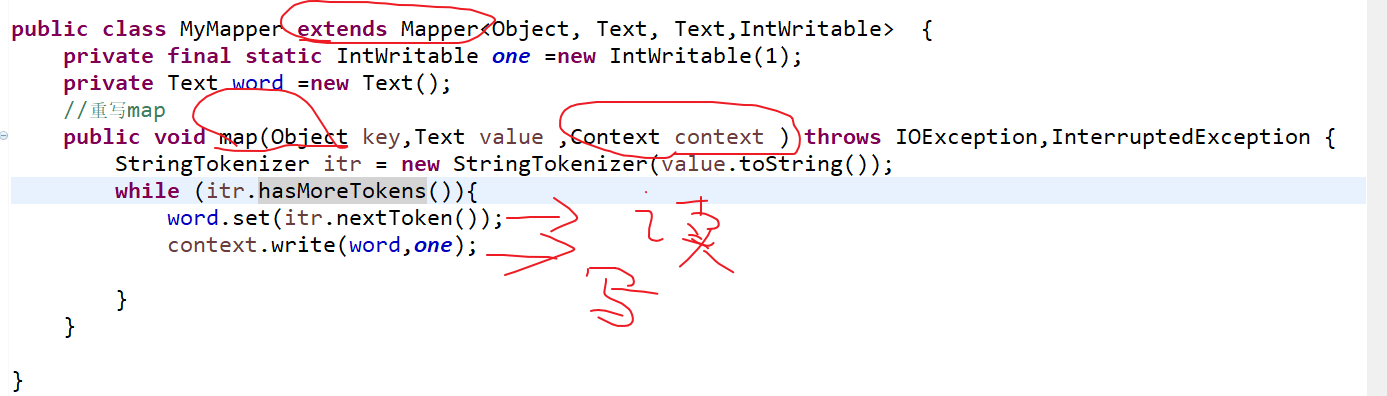 public class MyMapper extends Mapper<Object, Text, Text,IntWritable>  {
private final static IntWritable one =new IntWritable(1);
private Text word =new Text();
//重写map
public void map(Object key,Text value ,Context context ) throws IOException,InterruptedException {
StringTokenizer itr = new StringTokenizer(value.toString());
while (itr.hasMoreTokens()){
word.set(itr.nextToken());
读
context.write(word,one);
写
}
}
}